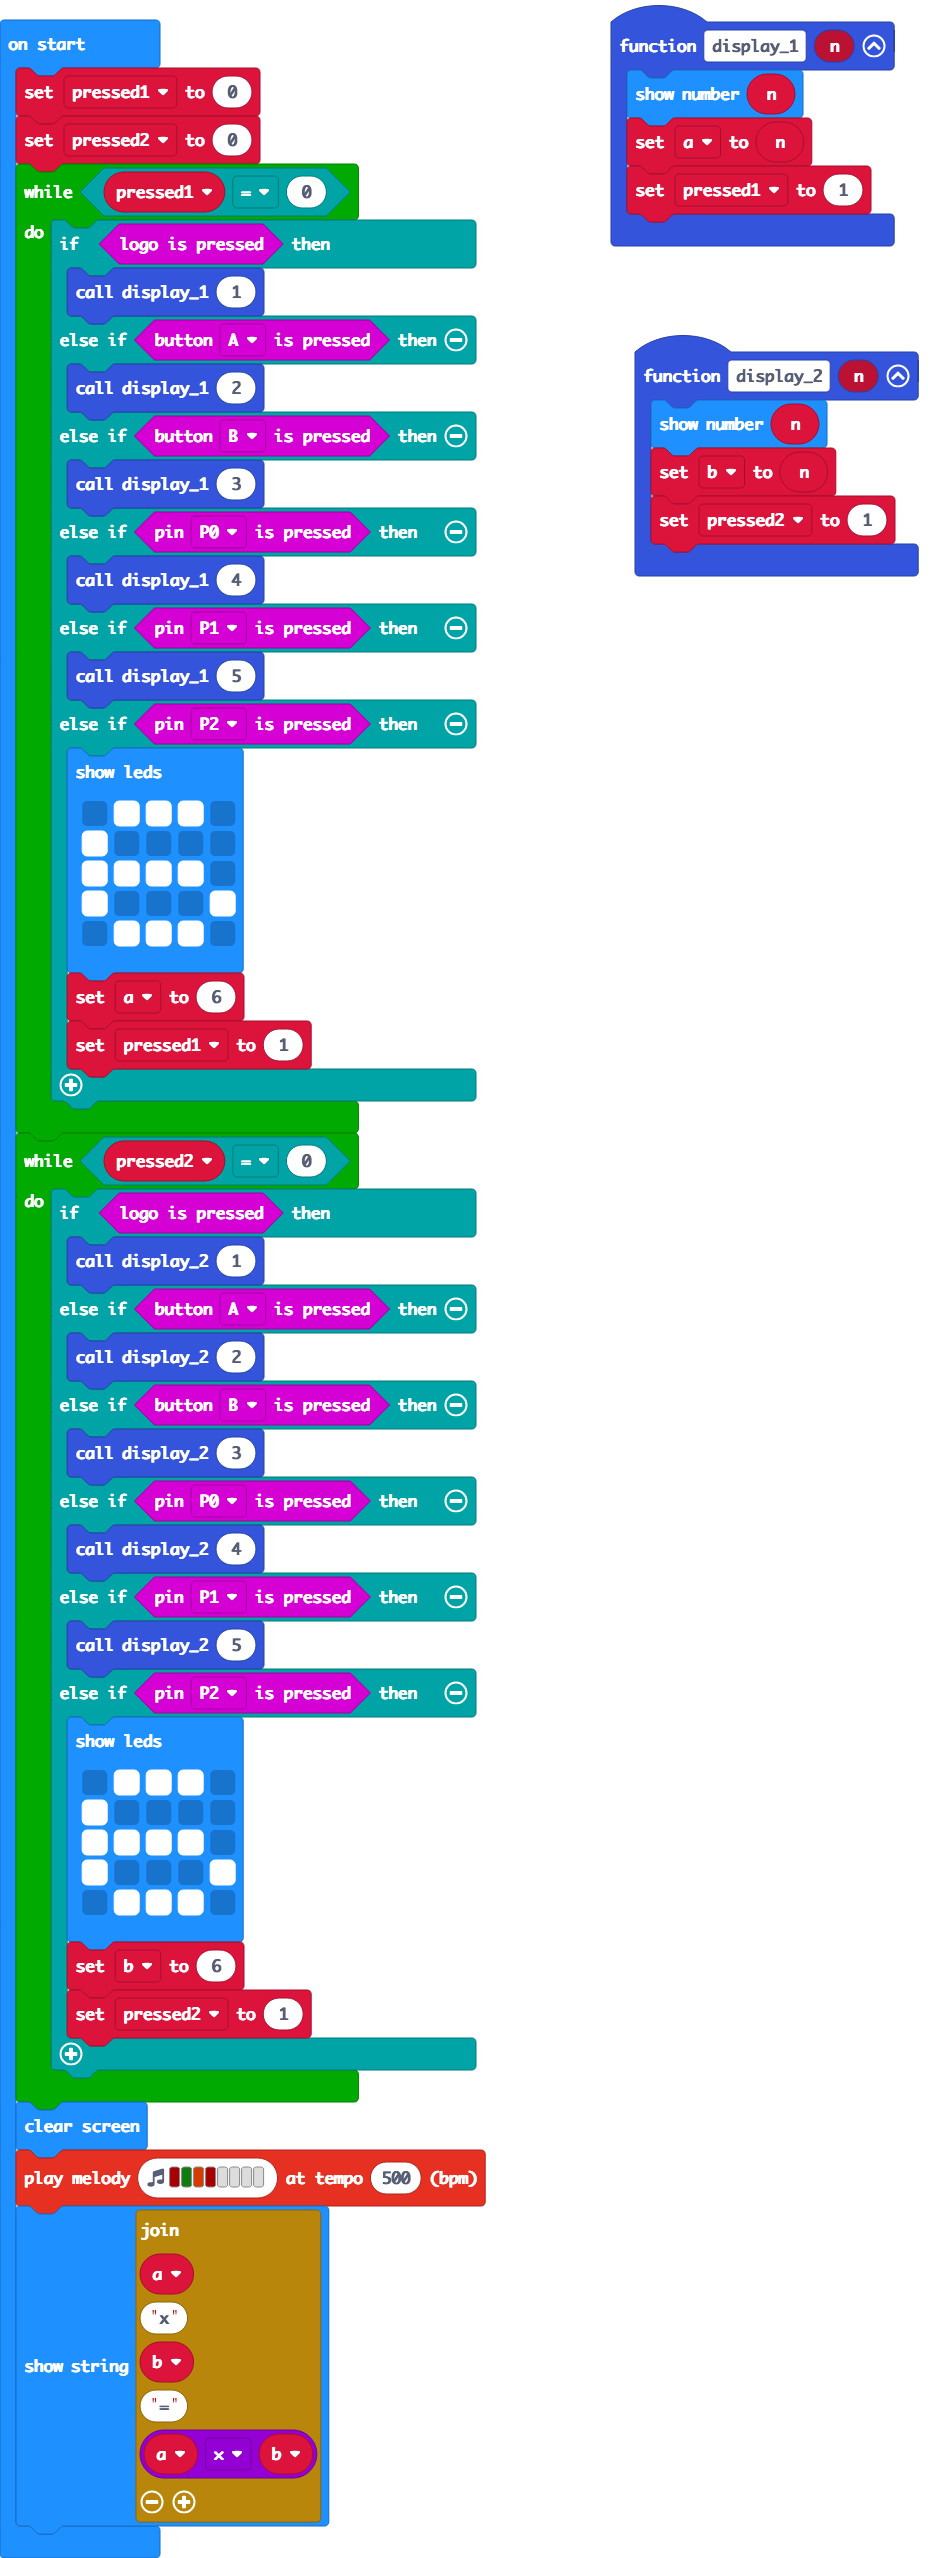 on start
set pressed1 to 0
set pressed2 to 0
while pressed1 = 0
do
if logo is pressed then
call display_1 1
else if button A is pressed then
call display_1 2
else if button B is pressed then
call display_1 3
else if pin P0 is pressed then
call display_1 4
else if pin P1 is pressed then
call display_1 5
else if pin P2 is pressed then
show leds
set a to 6
set pressed1 to 1
while pressed2 = 0
do
if logo is pressed then
call display_2 1
else if button A is pressed then
call display_2 2
else if button B is pressed then
call display_2 3
else if pin P0 is pressed then
call display_2 4
else if pin P1 is pressed then
call display_2 5
else if pin P2 is pressed then
show leds
set b to 6
set pressed2 to 1
clear screen
play melody at tempo 500 (bpm)
show string
join
a
"x"
b
"="
a x b
function display_1 n
show number n
set a to n
set pressed1 to 1
function display_2 n
show number n
set b to n
set pressed2 to 1